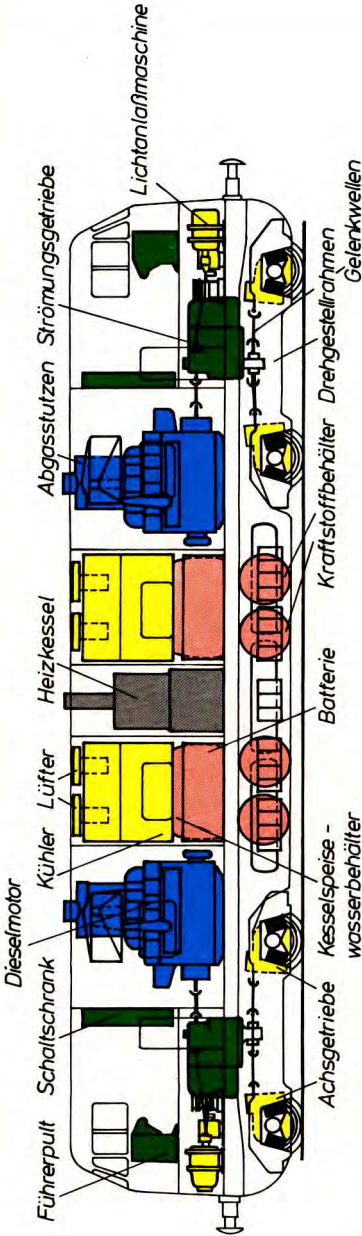 Dieselmotor
Führerpult
Schaltschrank
Kühler
Lüfter
Heizkessel
Abgasstutzen
Strömungsgetriebe
Lichtanlaßmaschine
Achsgetriebe
Kesselspeise-
wasserbehälter
Batterie
Kraftstoffbehälter
Drehgestellrahmen
Gelenkwellen